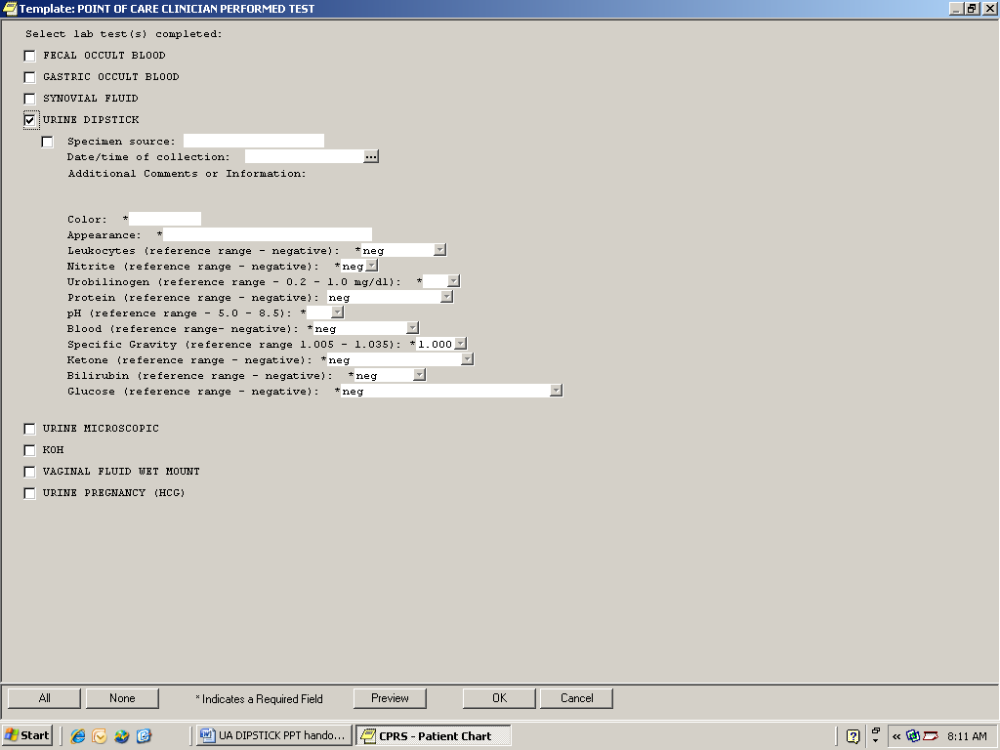 Template: POINT OF CARE CLINICIAN PERFORMED TEST
Select lab test(s) completed:
FECAL OCCULT BLOOD
GASTRIC OCCULT BLOOD
SYNOVIAL FLUID
URINE DIPSTICK
Specimen source:
Date/time of collection: ...
Additional Comments or Information:
Color: *
Appearance: *
Leukocytes (reference range - negative): *neg
Nitrite (reference range - negative): *neg
Urobilinogen (reference range - 0.2 - 1.0 mg/dl): *
Protein (reference range - negative): neg
pH (reference range - 5.0 - 8.5): *
Blood (reference range- negative): *neg
Specific Gravity (reference range 1.005 - 1.035): *1.000
Ketone (reference range - negative): *neg
Bilirubin (reference range - negative): *neg
Glucose (reference range - negative): *neg
URINE MICROSCOPIC
KOH
VAGINAL FLUID WET MOUNT
URINE PREGNANCY (HCG)
All None * Indicates a Required Field Preview OK Cancel
Start UA DIPSTICK PPT hando... CPRS - Patient Chart ? « 8:11 AM